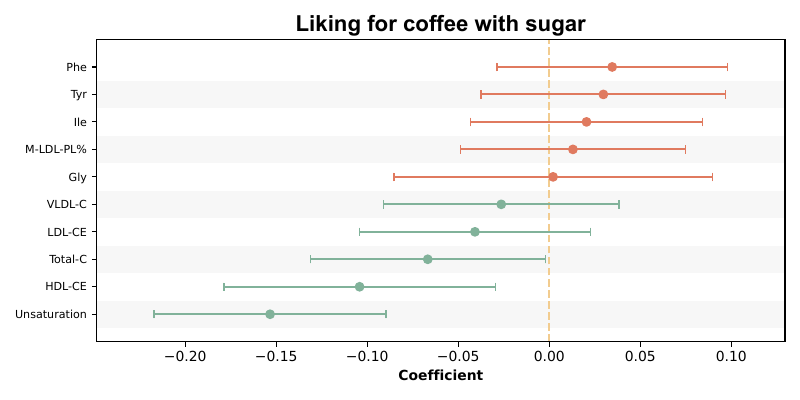 Liking for coffee with sugar
Phe
Tyr
Ile
M-LDL-PL%
Gly
VLDL-C
LDL-CE
Total-C
HDL-CE
Unsaturation
−0.20 −0.15 −0.10 −0.05 0.00 0.05 0.10
Coefficient